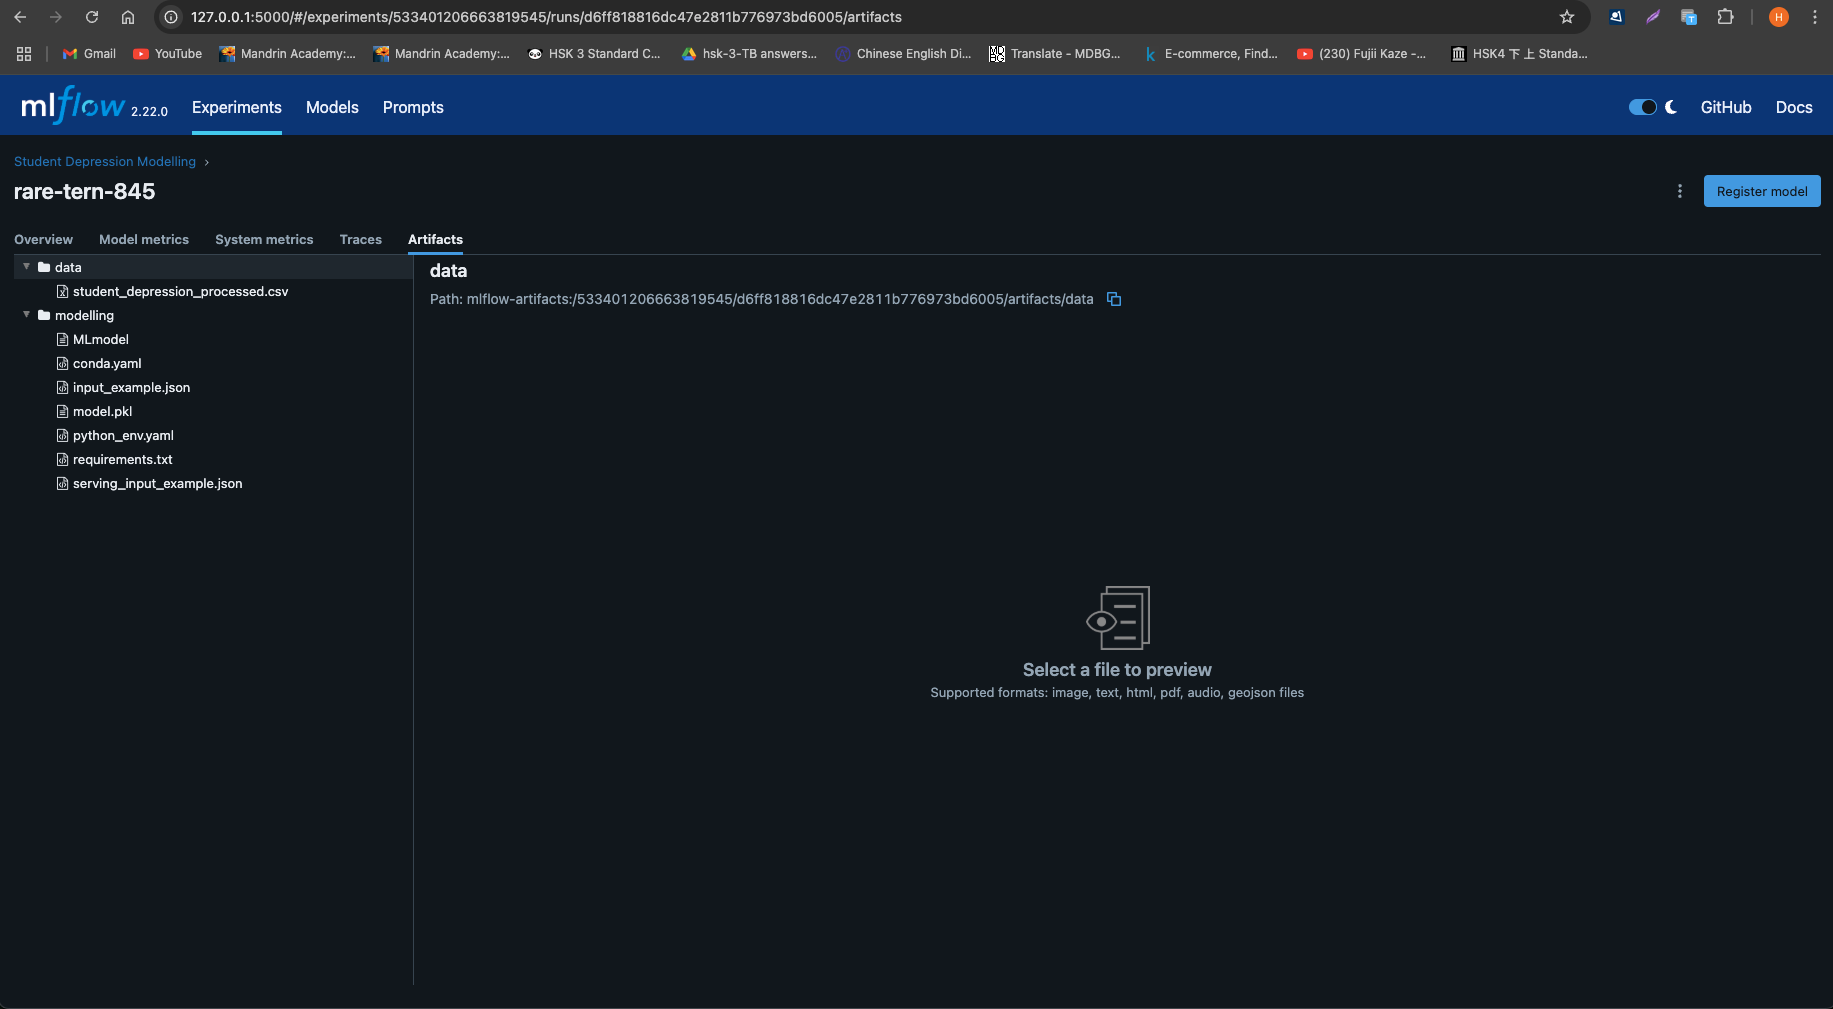 127.0.0.1:5000/#/experiments/533401206663819545/runs/d6ff818816dc47e2811b776973bd6005/artifacts
H
Gmail YouTube Mandrin Academy:... Mandrin Academy:... HSK 3 Standard C... hsk-3-TB answers... Chinese English Di... Translate - MDBG... E-commerce, Find... (230) Fujii Kaze -... HSK4 下 上 Standa...
mlflow 2.22.0 Experiments Models Prompts GitHub Docs
Student Depression Modelling ›
rare-tern-845
Register model
Overview Model metrics System metrics Traces Artifacts
data
student_depression_processed.csv
modelling
MLmodel
conda.yaml
input_example.json
model.pkl
python_env.yaml
requirements.txt
serving_input_example.json
data
Path: mlflow-artifacts:/533401206663819545/d6ff818816dc47e2811b776973bd6005/artifacts/data
Select a file to preview
Supported formats: image, text, html, pdf, audio, geojson files